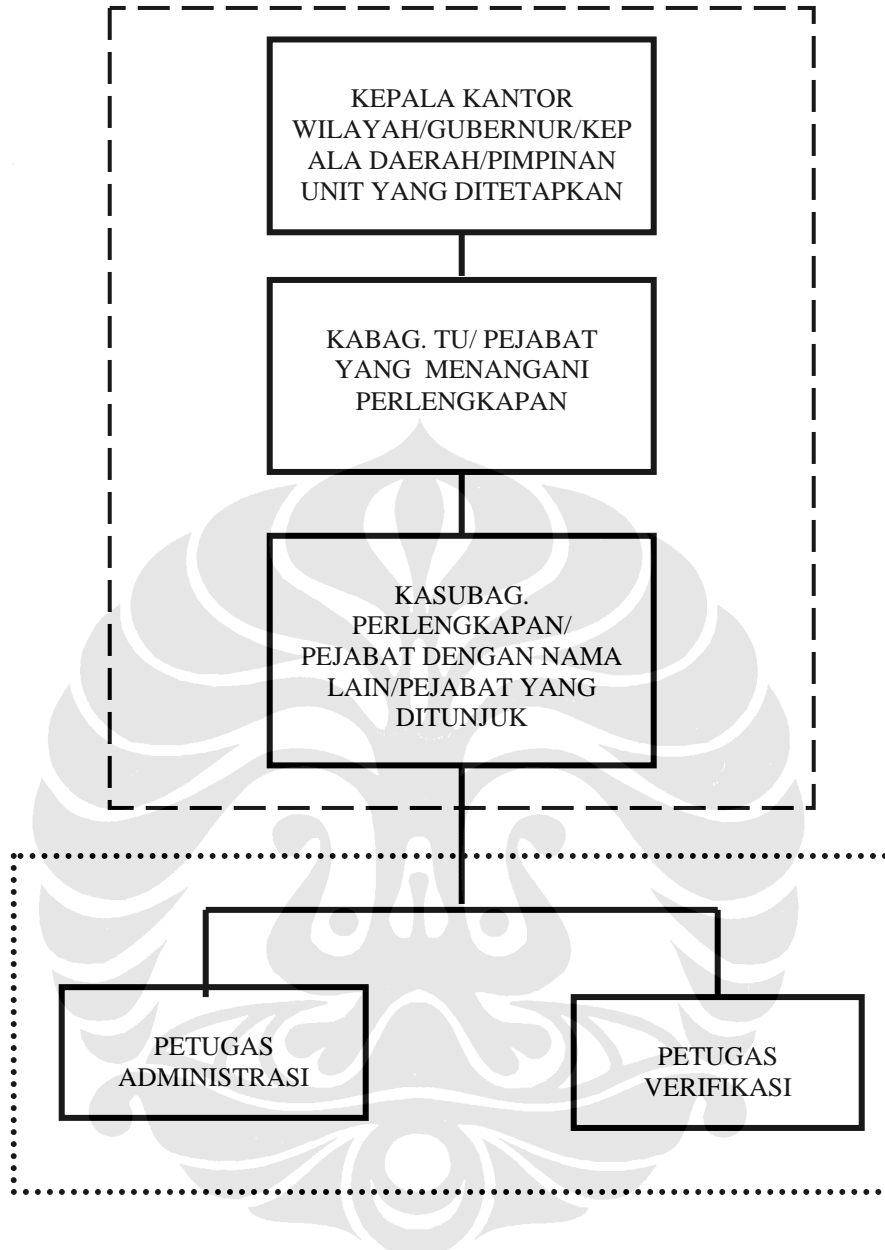 KEPALA KANTOR
WILAYAH/GUBERNUR/KEP
ALA DAERAH/PIMPINAN
UNIT YANG DITETAPKAN
KABAG. TU/ PEJABAT
YANG MENANGANI
PERLENGKAPAN
KASUBAG.
PERLENGKAPAN/
PEJABAT DENGAN NAMA
LAIN/PEJABAT YANG
DITUNJUK
PETUGAS
ADMINISTRASI
PETUGAS
VERIFIKASI